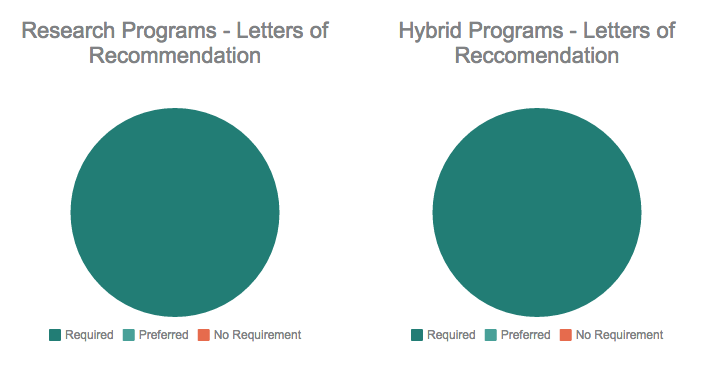 Research Programs - Letters of
Recommendation
Hybrid Programs - Letters of
Reccomendation
Required Preferred No Requirement
Required Preferred No Requirement